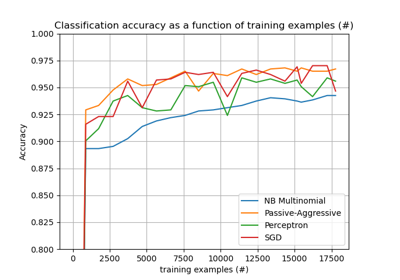 Classification accuracy as a function of training examples (#)
1.000
0.975
0.950
0.925
0.900
0.875
0.850
0.825
0.800
Accuracy
NB Multinomial
Passive-Aggressive
Perceptron
SGD
0 2500 5000 7500 10000 12500 15000 17500
training examples (#)